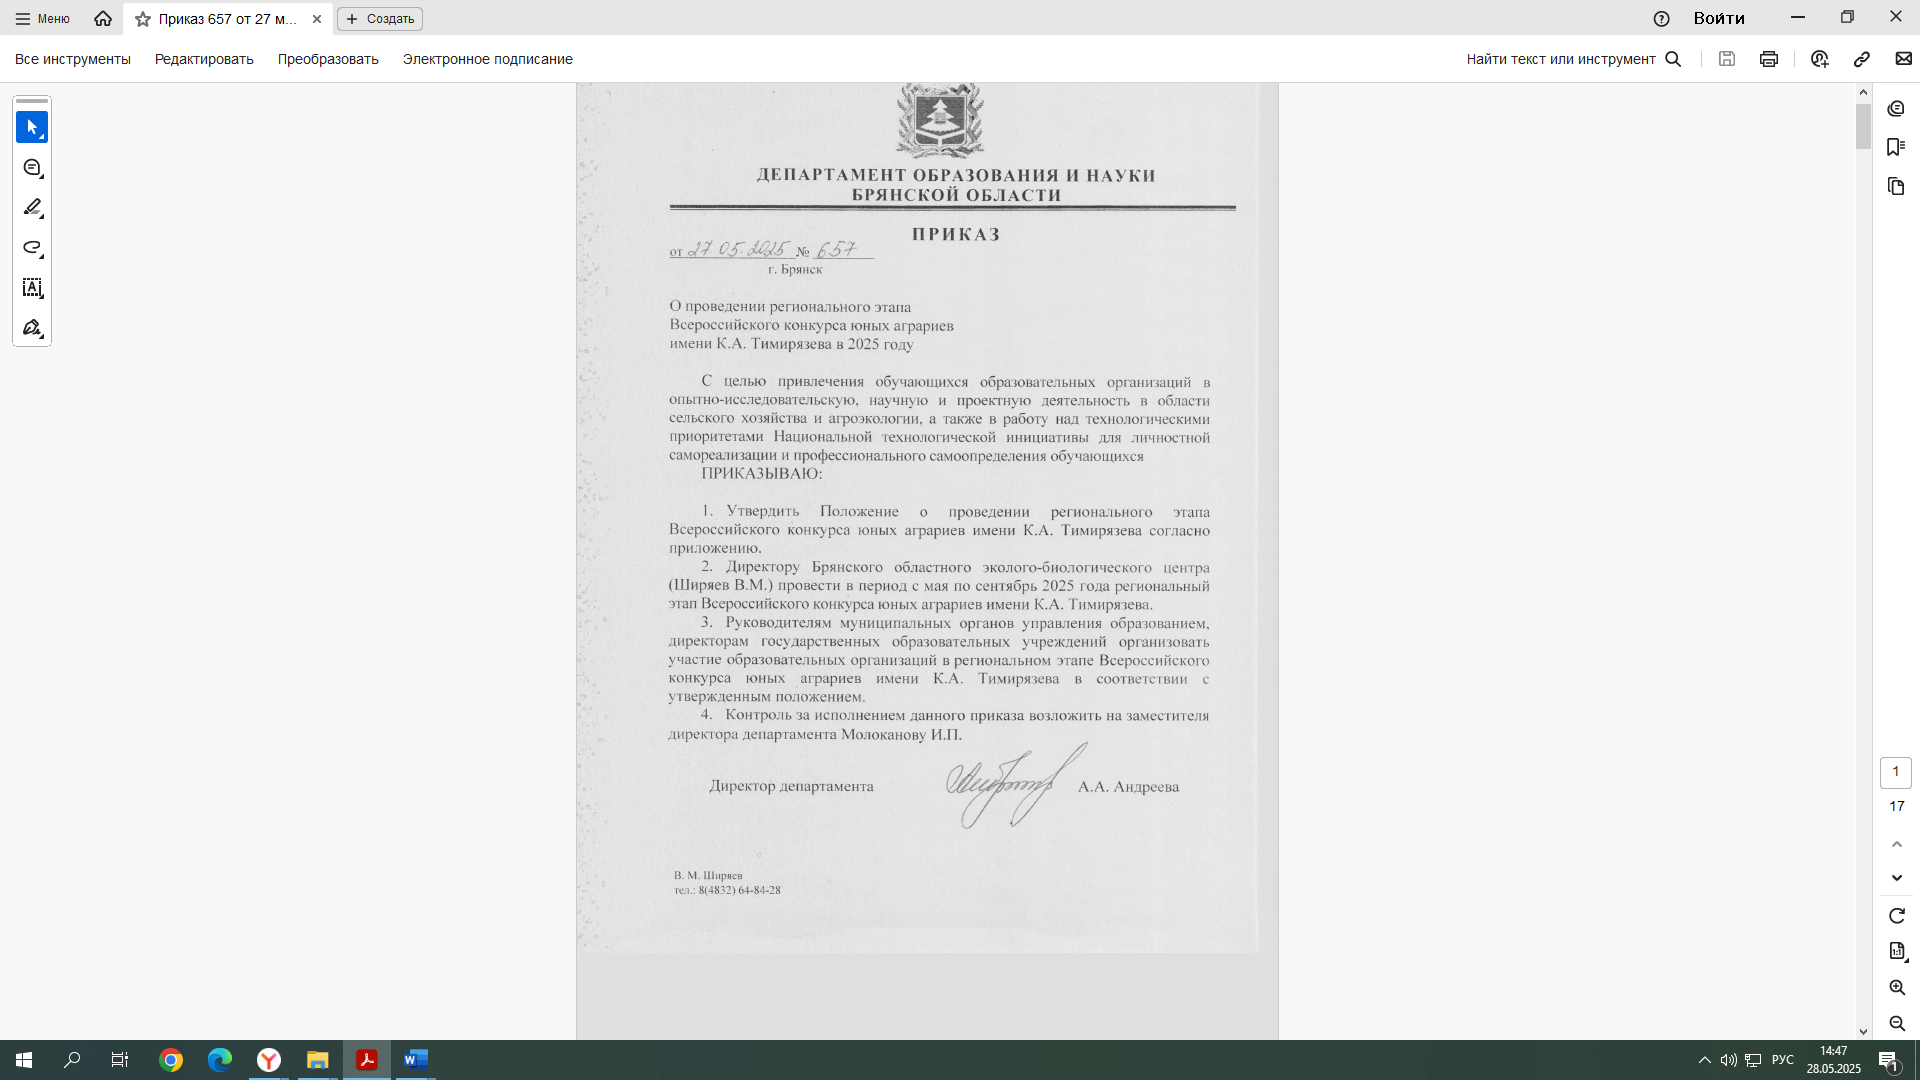 Меню
Приказ 657 от 27 м...
Создать
Войти
Все инструменты
Редактировать
Преобразовать
Электронное подписание
Найти текст или инструмент
ДЕПАРТАМЕНТ ОБРАЗОВАНИЯ И НАУКИ
БРЯНСКОЙ ОБЛАСТИ
ПРИКАЗ
от 27.05.2025 № 657
г. Брянск
О проведении регионального этапа
Всероссийского конкурса юных аграриев
имени К.А. Тимирязева в 2025 году
С целью привлечения обучающихся образовательных организаций в
опытно-исследовательскую, научную и проектную деятельность в области
сельского хозяйства и агроэкологии, а также в работу над технологическими
приоритетами Национальной технологической инициативы для личностной
самореализации и профессионального самоопределения обучающихся
ПРИКАЗЫВАЮ:
1. Утвердить Положение о проведении регионального этапа
Всероссийского конкурса юных аграриев имени К.А. Тимирязева согласно
приложению.
2. Директору Брянского областного эколого-биологического центра
(Ширяев В.М.) провести в период с мая по сентябрь 2025 года региональный
этап Всероссийского конкурса юных аграриев имени К.А. Тимирязева.
3. Руководителям муниципальных органов управления образованием,
директорам государственных образовательных учреждений организовать
участие образовательных организаций в региональном этапе Всероссийского
конкурса юных аграриев имени К.А. Тимирязева в соответствии с
утвержденным положением.
4. Контроль за исполнением данного приказа возложить на заместителя
директора департамента Молоканову И.П.
Директор департамента А.А. Андреева
В. М. Ширяев
тел.: 8(4832) 64-84-28
1
17
РУС
14:47
28.05.2025
1